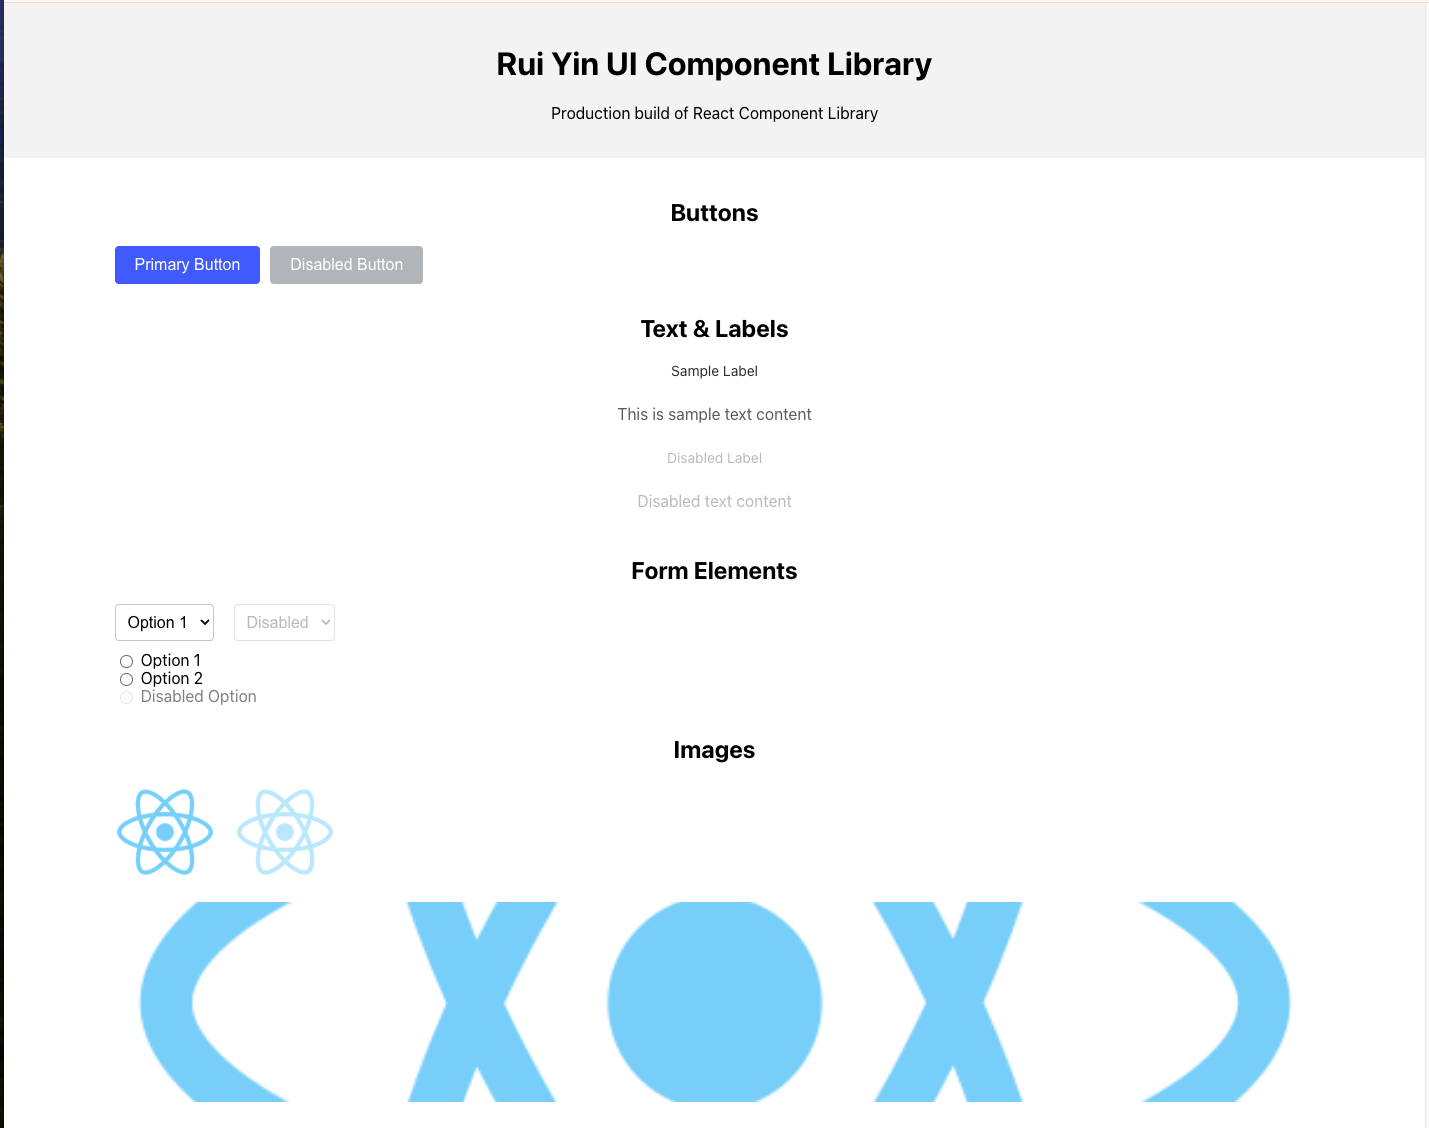 Rui Yin UI Component Library
Production build of React Component Library
Buttons
Primary Button Disabled Button
Text & Labels
Sample Label
This is sample text content
Disabled Label
Disabled text content
Form Elements
Option 1 Disabled
Option 1
Option 2
Disabled Option
Images